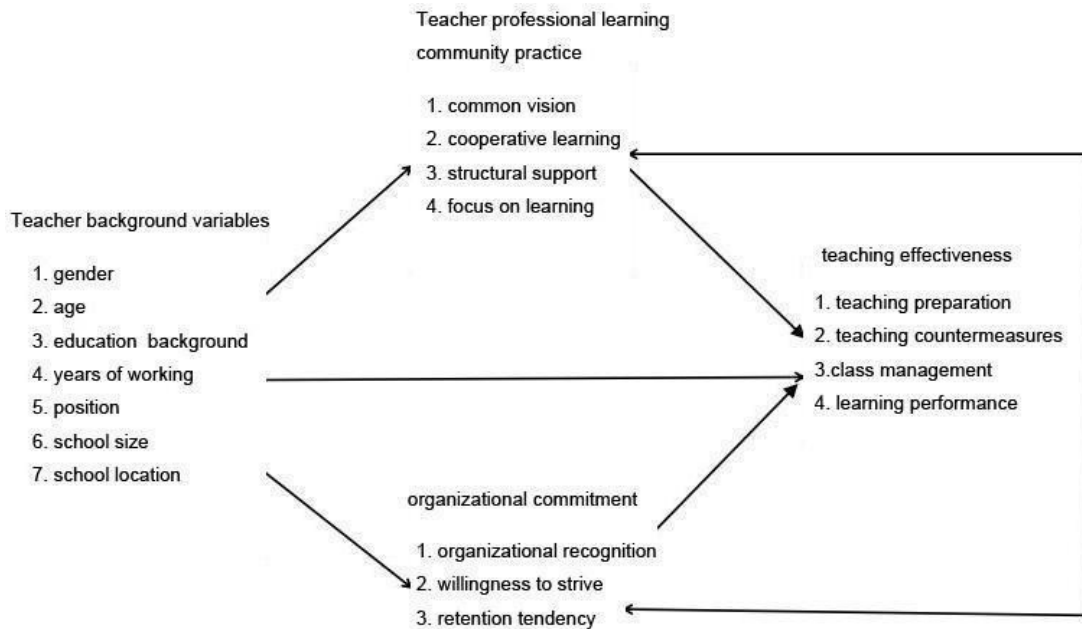 Teacher professional learning
community practice
1. common vision
2. cooperative learning
3. structural support
4. focus on learning
Teacher background variables
1. gender
2. age
3. education background
4. years of working
5. position
6. school size
7. school location
teaching effectiveness
1. teaching preparation
2. teaching countermeasures
3.class management
4. learning performance
organizational commitment
1. organizational recognition
2. willingness to strive
3. retention tendency